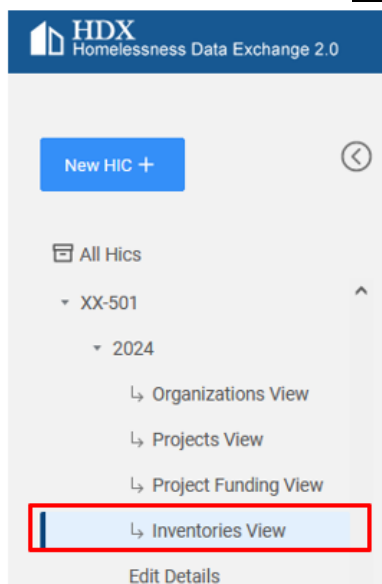 HDX
Homelessness Data Exchange 2.0
New HIC +
All Hics
XX-501
2024
Organizations View
Projects View
Project Funding View
Inventories View
Edit Details